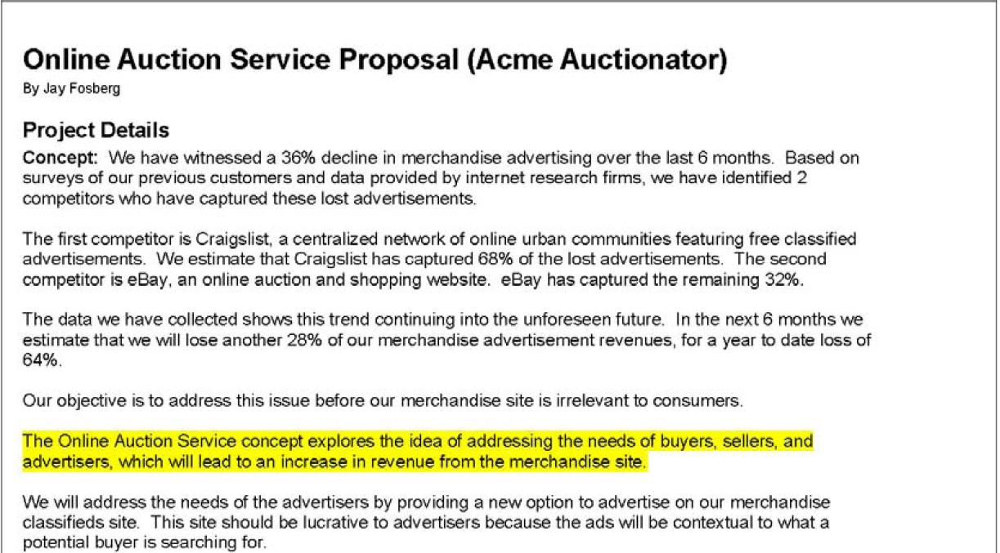 Online Auction Service Proposal (Acme Auctionator)
By Jay Fosberg
Project Details
Concept:  We have witnessed a 36% decline in merchandise advertising over the last 6 months.  Based on
surveys of our previous customers and data provided by internet research firms, we have identified 2
competitors who have captured these lost advertisements.
The first competitor is Craigslist, a centralized network of online urban communities featuring free classified
advertisements.  We estimate that Craigslist has captured 68% of the lost advertisements.  The second
competitor is eBay, an online auction and shopping website.  eBay has captured the remaining 32%.
The data we have collected shows this trend continuing into the unforeseen future.  In the next 6 months we
estimate that we will lose another 28% of our merchandise advertisement revenues, for a year to date loss of
64%.
Our objective is to address this issue before our merchandise site is irrelevant to consumers.
The Online Auction Service concept explores the idea of addressing the needs of buyers, sellers, and
advertisers, which will lead to an increase in revenue from the merchandise site.
We will address the needs of the advertisers by providing a new option to advertise on our merchandise
classifieds site.  This site should be lucrative to advertisers because the ads will be contextual to what a
potential buyer is searching for.